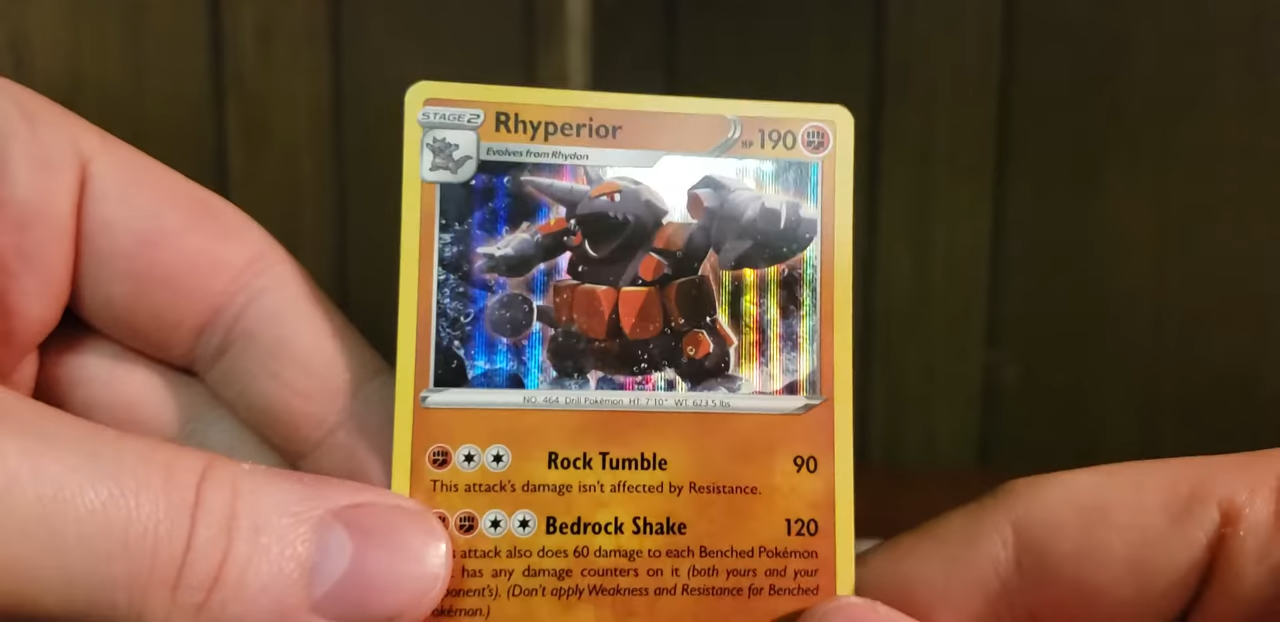 STAGE 2
Rhyperior
HP 190
Evolves from Rhydon
NO. 464 Drill Pokémon HT: 7'10" WT: 623.5 lbs
Rock Tumble 90
This attack's damage isn't affected by Resistance.
Bedrock Shake 120
attack also does 60 damage to each Benched Pokémon
has any damage counters on it (both yours and your
ponent's). (Don't apply Weakness and Resistance for Benched
okémon.)